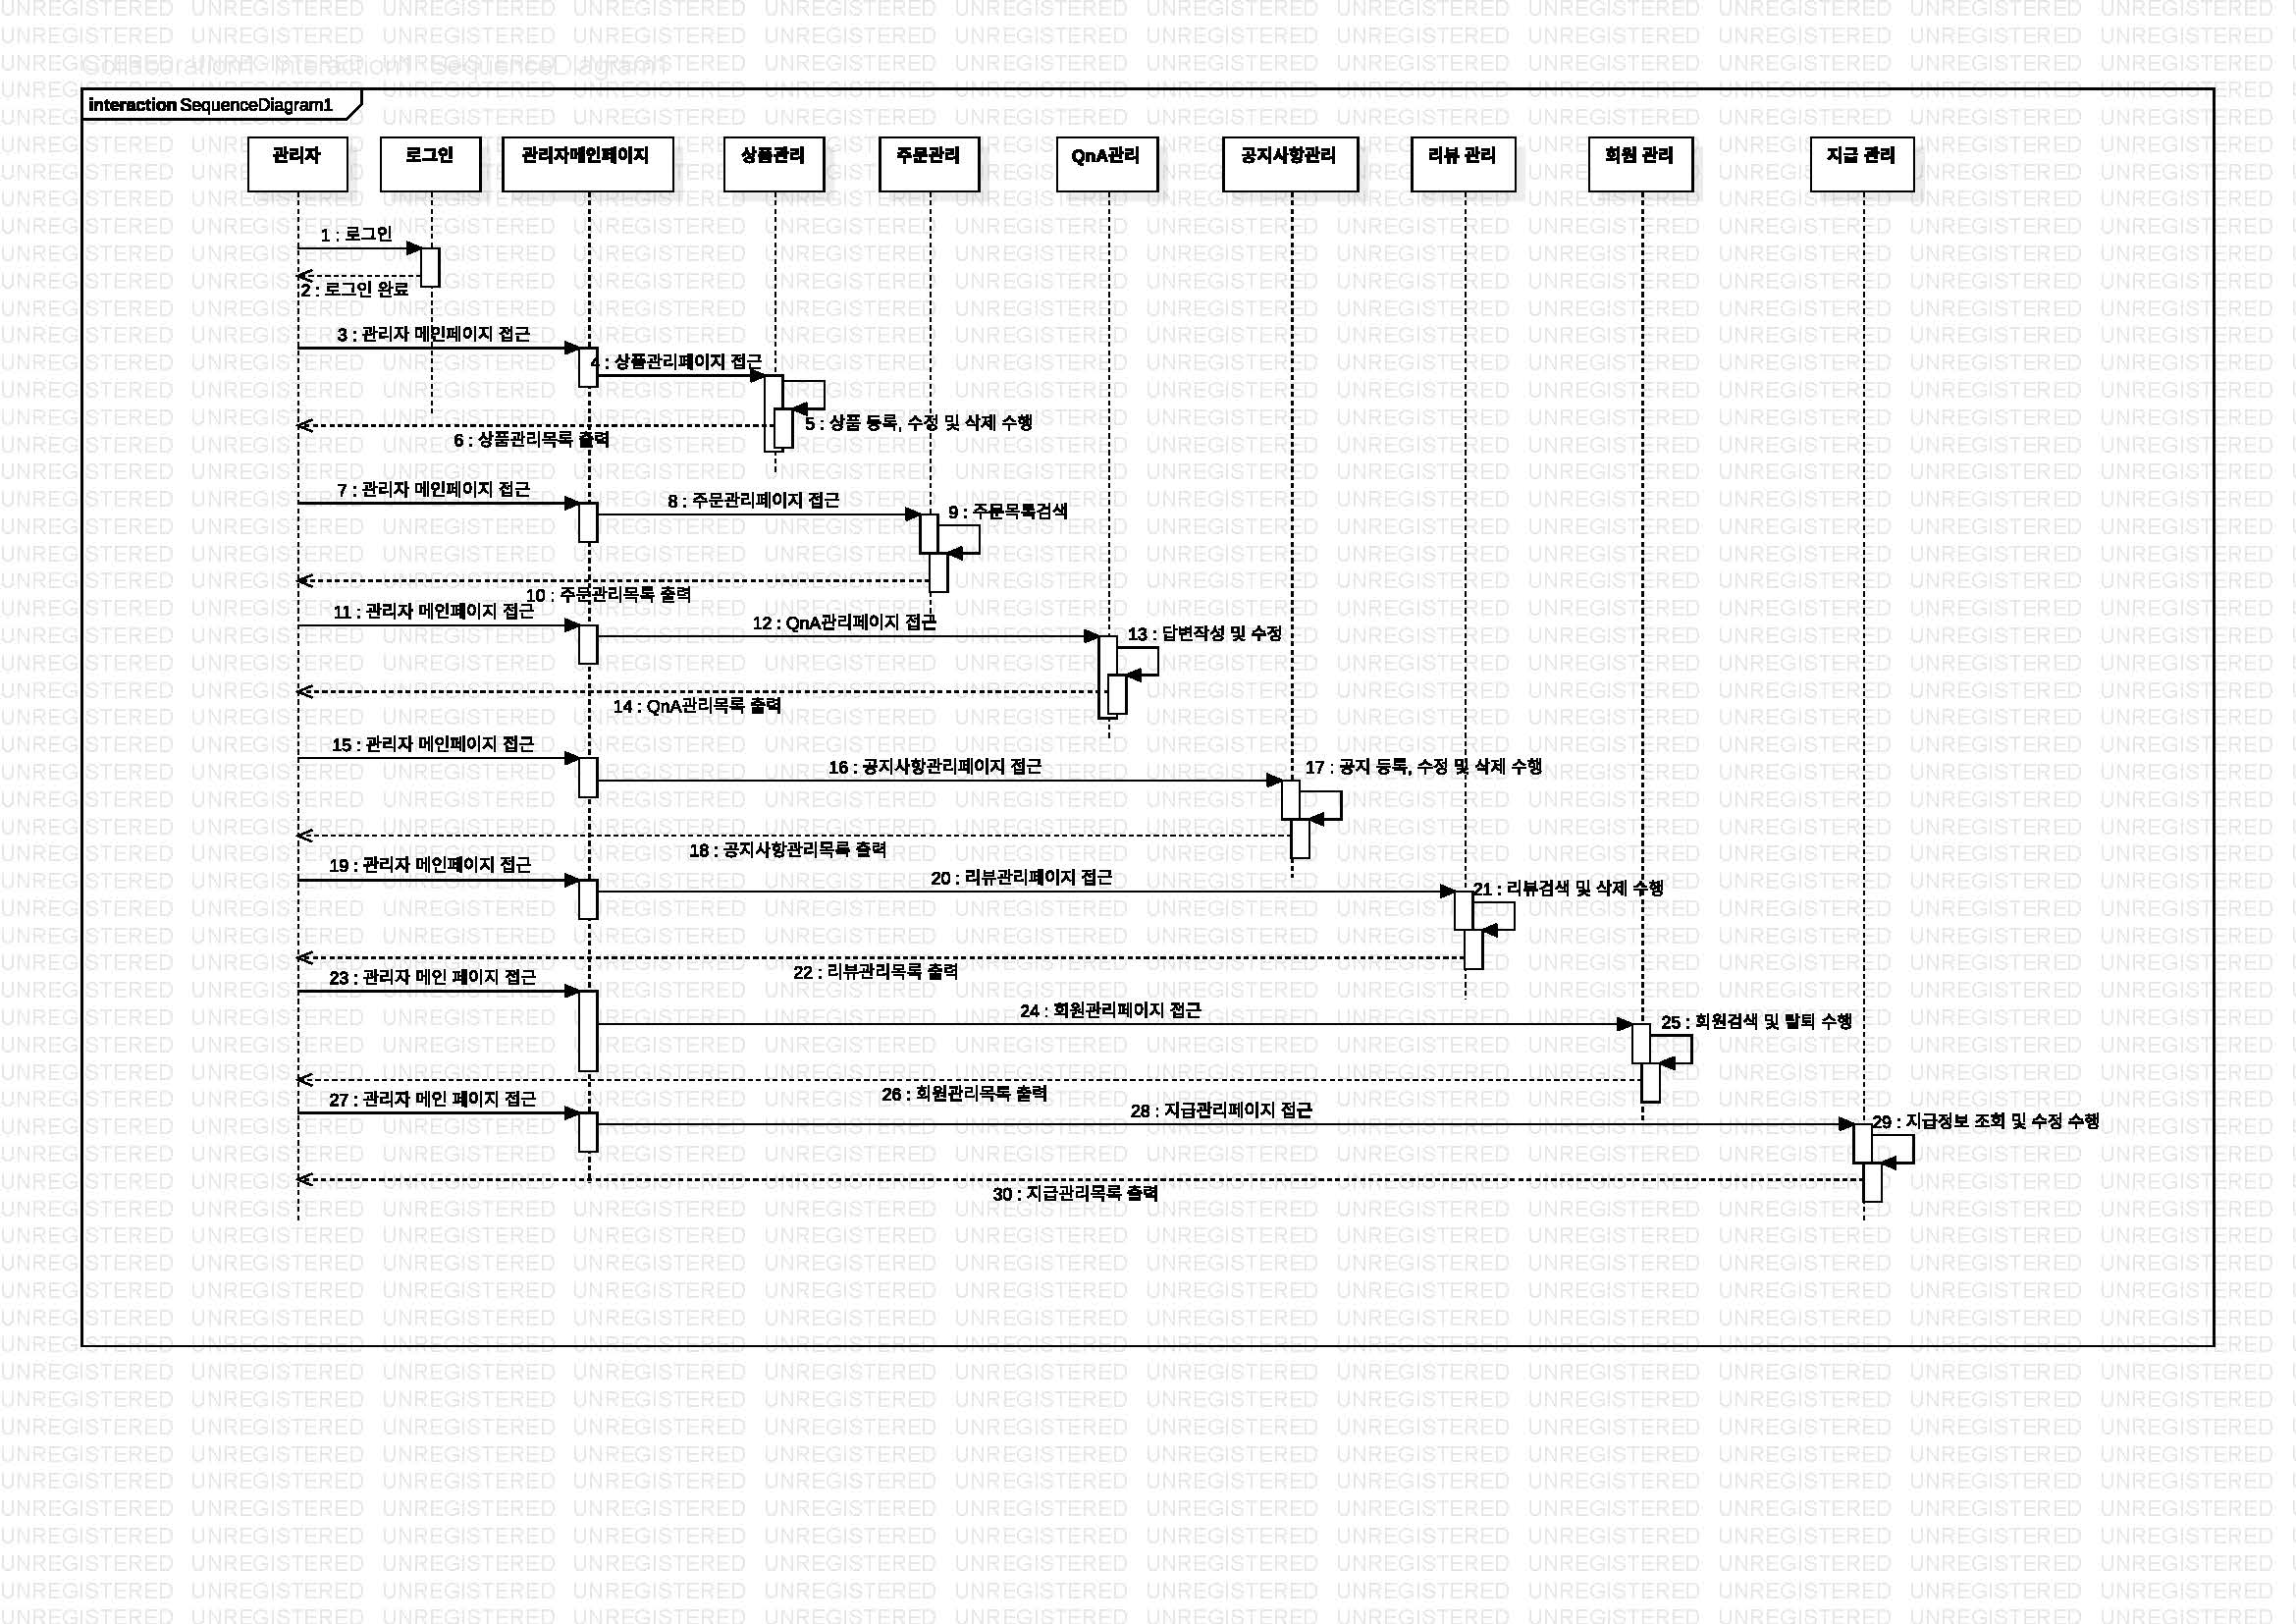 interaction SequenceDiagram1
관리자
로그인
관리자메인페이지
상품관리
주문관리
QnA관리
공지사항관리
리뷰 관리
회원 관리
지급 관리
1 : 로그인
2 : 로그인 완료
3 : 관리자 메인페이지 접근
4 : 상품관리페이지 접근
5 : 상품 등록, 수정 및 삭제 수행
6 : 상품관리목록 출력
7 : 관리자 메인페이지 접근
8 : 주문관리페이지 접근
9 : 주문목록검색
10 : 주문관리목록 출력
11 : 관리자 메인페이지 접근
12 : QnA관리페이지 접근
13 : 답변작성 및 수정
14 : QnA관리목록 출력
15 : 관리자 메인페이지 접근
16 : 공지사항관리페이지 접근
17 : 공지 등록, 수정 및 삭제 수행
18 : 공지사항관리목록 출력
19 : 관리자 메인페이지 접근
20 : 리뷰관리페이지 접근
21 : 리뷰검색 및 삭제 수행
22 : 리뷰관리목록 출력
23 : 관리자 메인 페이지 접근
24 : 회원관리페이지 접근
25 : 회원검색 및 탈퇴 수행
26 : 회원관리목록 출력
27 : 관리자 메인 페이지 접근
28 : 지급관리페이지 접근
29 : 지급정보 조회 및 수정 수행
30 : 지급관리목록 출력